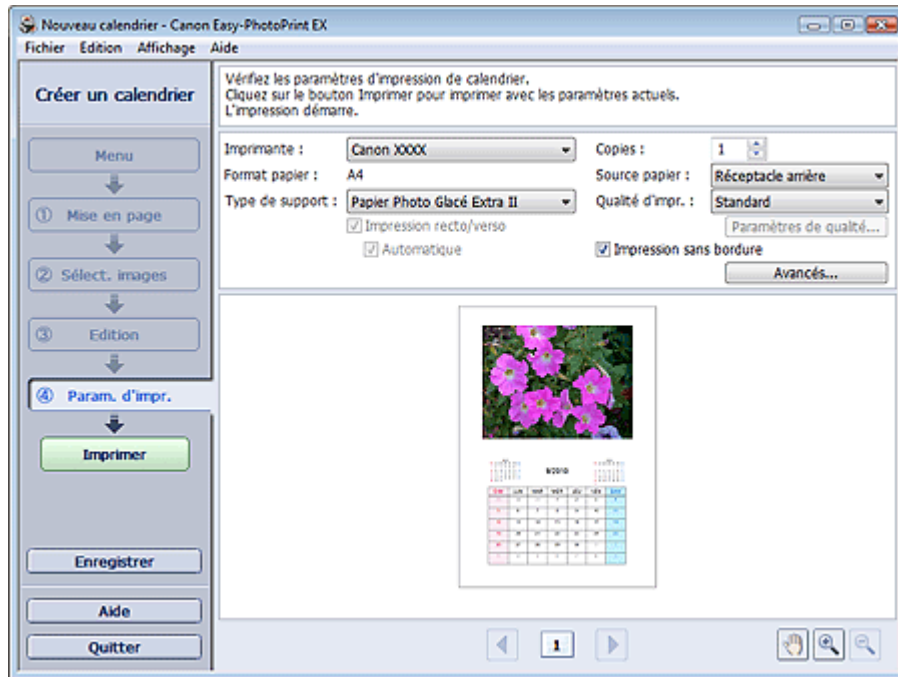 Nouveau calendrier - Canon Easy-PhotoPrint EX
Fichier Edition Affichage Aide
Créer un calendrier
Vérifiez les paramètres d'impression de calendrier.
Cliquez sur le bouton Imprimer pour imprimer avec les paramètres actuels.
L'impression démarre.
Menu
① Mise en page
② Sélect. images
③ Edition
④ Param. d'impr.
Imprimer
Enregistrer
Aide
Quitter
Imprimante : Canon XXXX
Copies : 1
Format papier : A4
Source papier : Réceptacle arrière
Type de support : Papier Photo Glacé Extra II
Qualité d'impr. : Standard
Impression recto/verso
Paramètres de qualité...
Automatique
Impression sans bordure
Avancés...
1